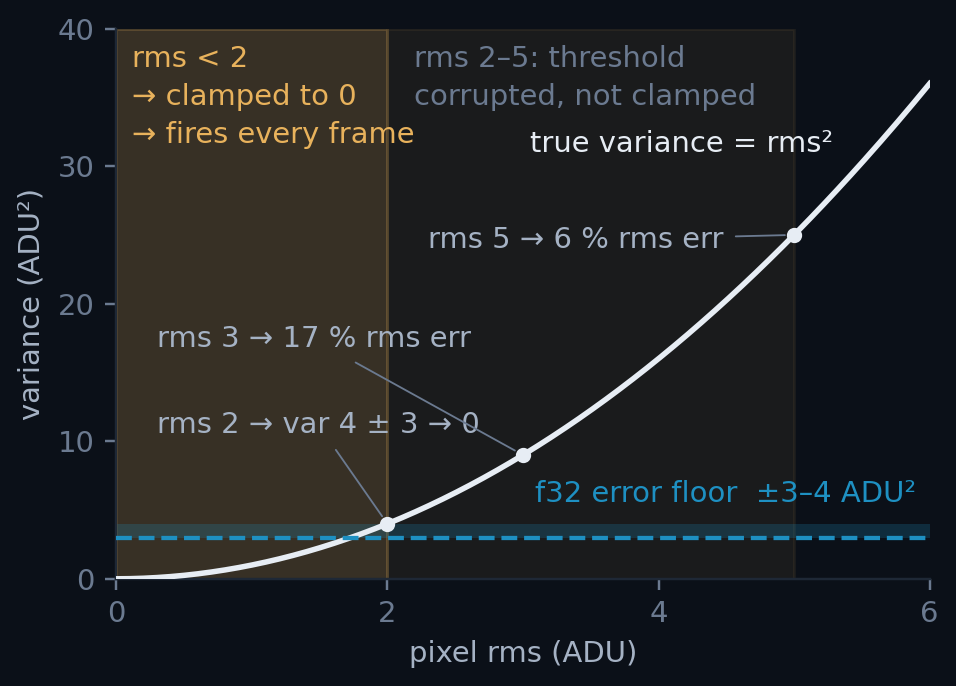 40
rms < 2
→ clamped to 0
→ fires every frame
rms 2–5: threshold
corrupted, not clamped
true variance = rms²
30
rms 5 → 6 % rms err
variance (ADU²)
20
rms 3 → 17 % rms err
rms 2 → var 4 ± 3 → 0
10
f32 error floor  ±3–4 ADU²
0
0 2 4 6
pixel rms (ADU)